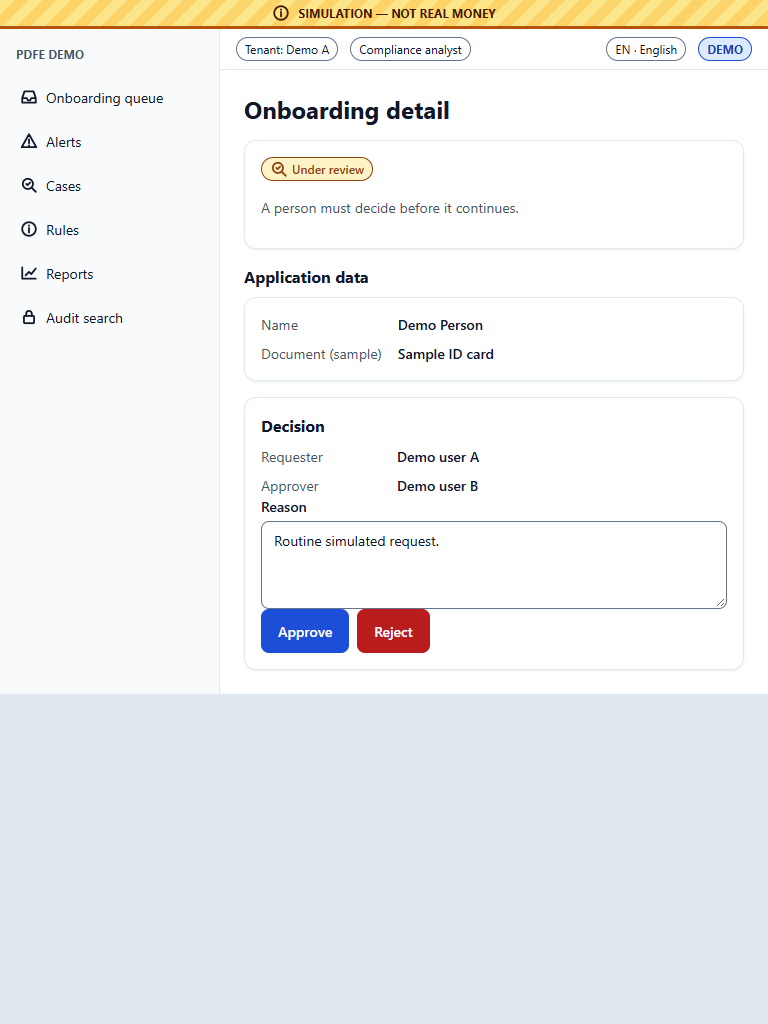 SIMULATION — NOT REAL MONEY
PDFE DEMO
Onboarding queue
Alerts
Cases
Rules
Reports
Audit search
Tenant: Demo A
Compliance analyst
EN · English
DEMO
Onboarding detail
Under review
A person must decide before it continues.
Application data
Name Demo Person
Document (sample) Sample ID card
Decision
Requester Demo user A
Approver Demo user B
Reason
Routine simulated request.
Approve
Reject